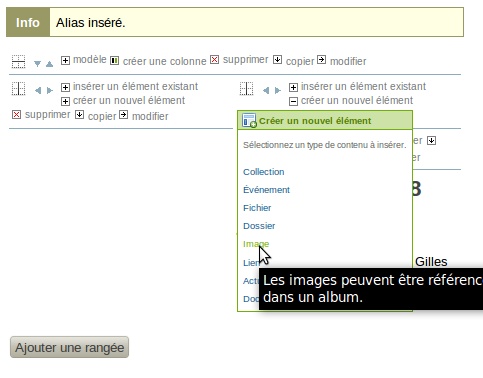 Info Alias inséré.
modèle créer une colonne supprimer copier modifier
insérer un élément existant
créer un nouvel élément
supprimer copier modifier
insérer un élément existant
créer un nouvel élément
Créer un nouvel élément
Sélectionnez un type de contenu à insérer.
Collection
Événement
Fichier
Dossier
Image
Lien
Gilles
Les images peuvent être référenc
dans un album.
Ajouter une rangée